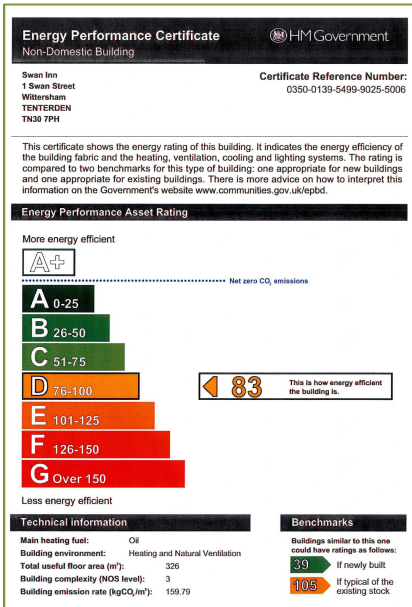 Energy Performance Certificate
HM Government
Non-Domestic Building
Swan Inn
1 Swan Street
Wittersham
TENTERDEN
TN30 7PH
Certificate Reference Number:
0350-0139-5499-9025-5006
This certificate shows the energy rating of this building. It indicates the energy efficiency of
the building fabric and the heating, ventilation, cooling and lighting systems. The rating is
compared to two benchmarks for this type of building: one appropriate for new buildings
and one appropriate for existing buildings. There is more advice on how to interpret this
information on the Government's website www.communities.gov.uk/epbd.
Energy Performance Asset Rating
More energy efficient
A+
Net zero CO₂ emissions
A 0-25
B 26-50
C 51-75
D 76-100
83
This is how energy efficient
the building is.
E 101-125
F 126-150
G Over 150
Less energy efficient
Technical information
Main heating fuel: Oil
Building environment: Heating and Natural Ventilation
Total useful floor area (m²): 326
Building complexity (NOS level): 3
Building emission rate (kgCO₂/m²): 159.79
Benchmarks
Buildings similar to this one
could have ratings as follows:
39 If newly built
105 If typical of the
existing stock